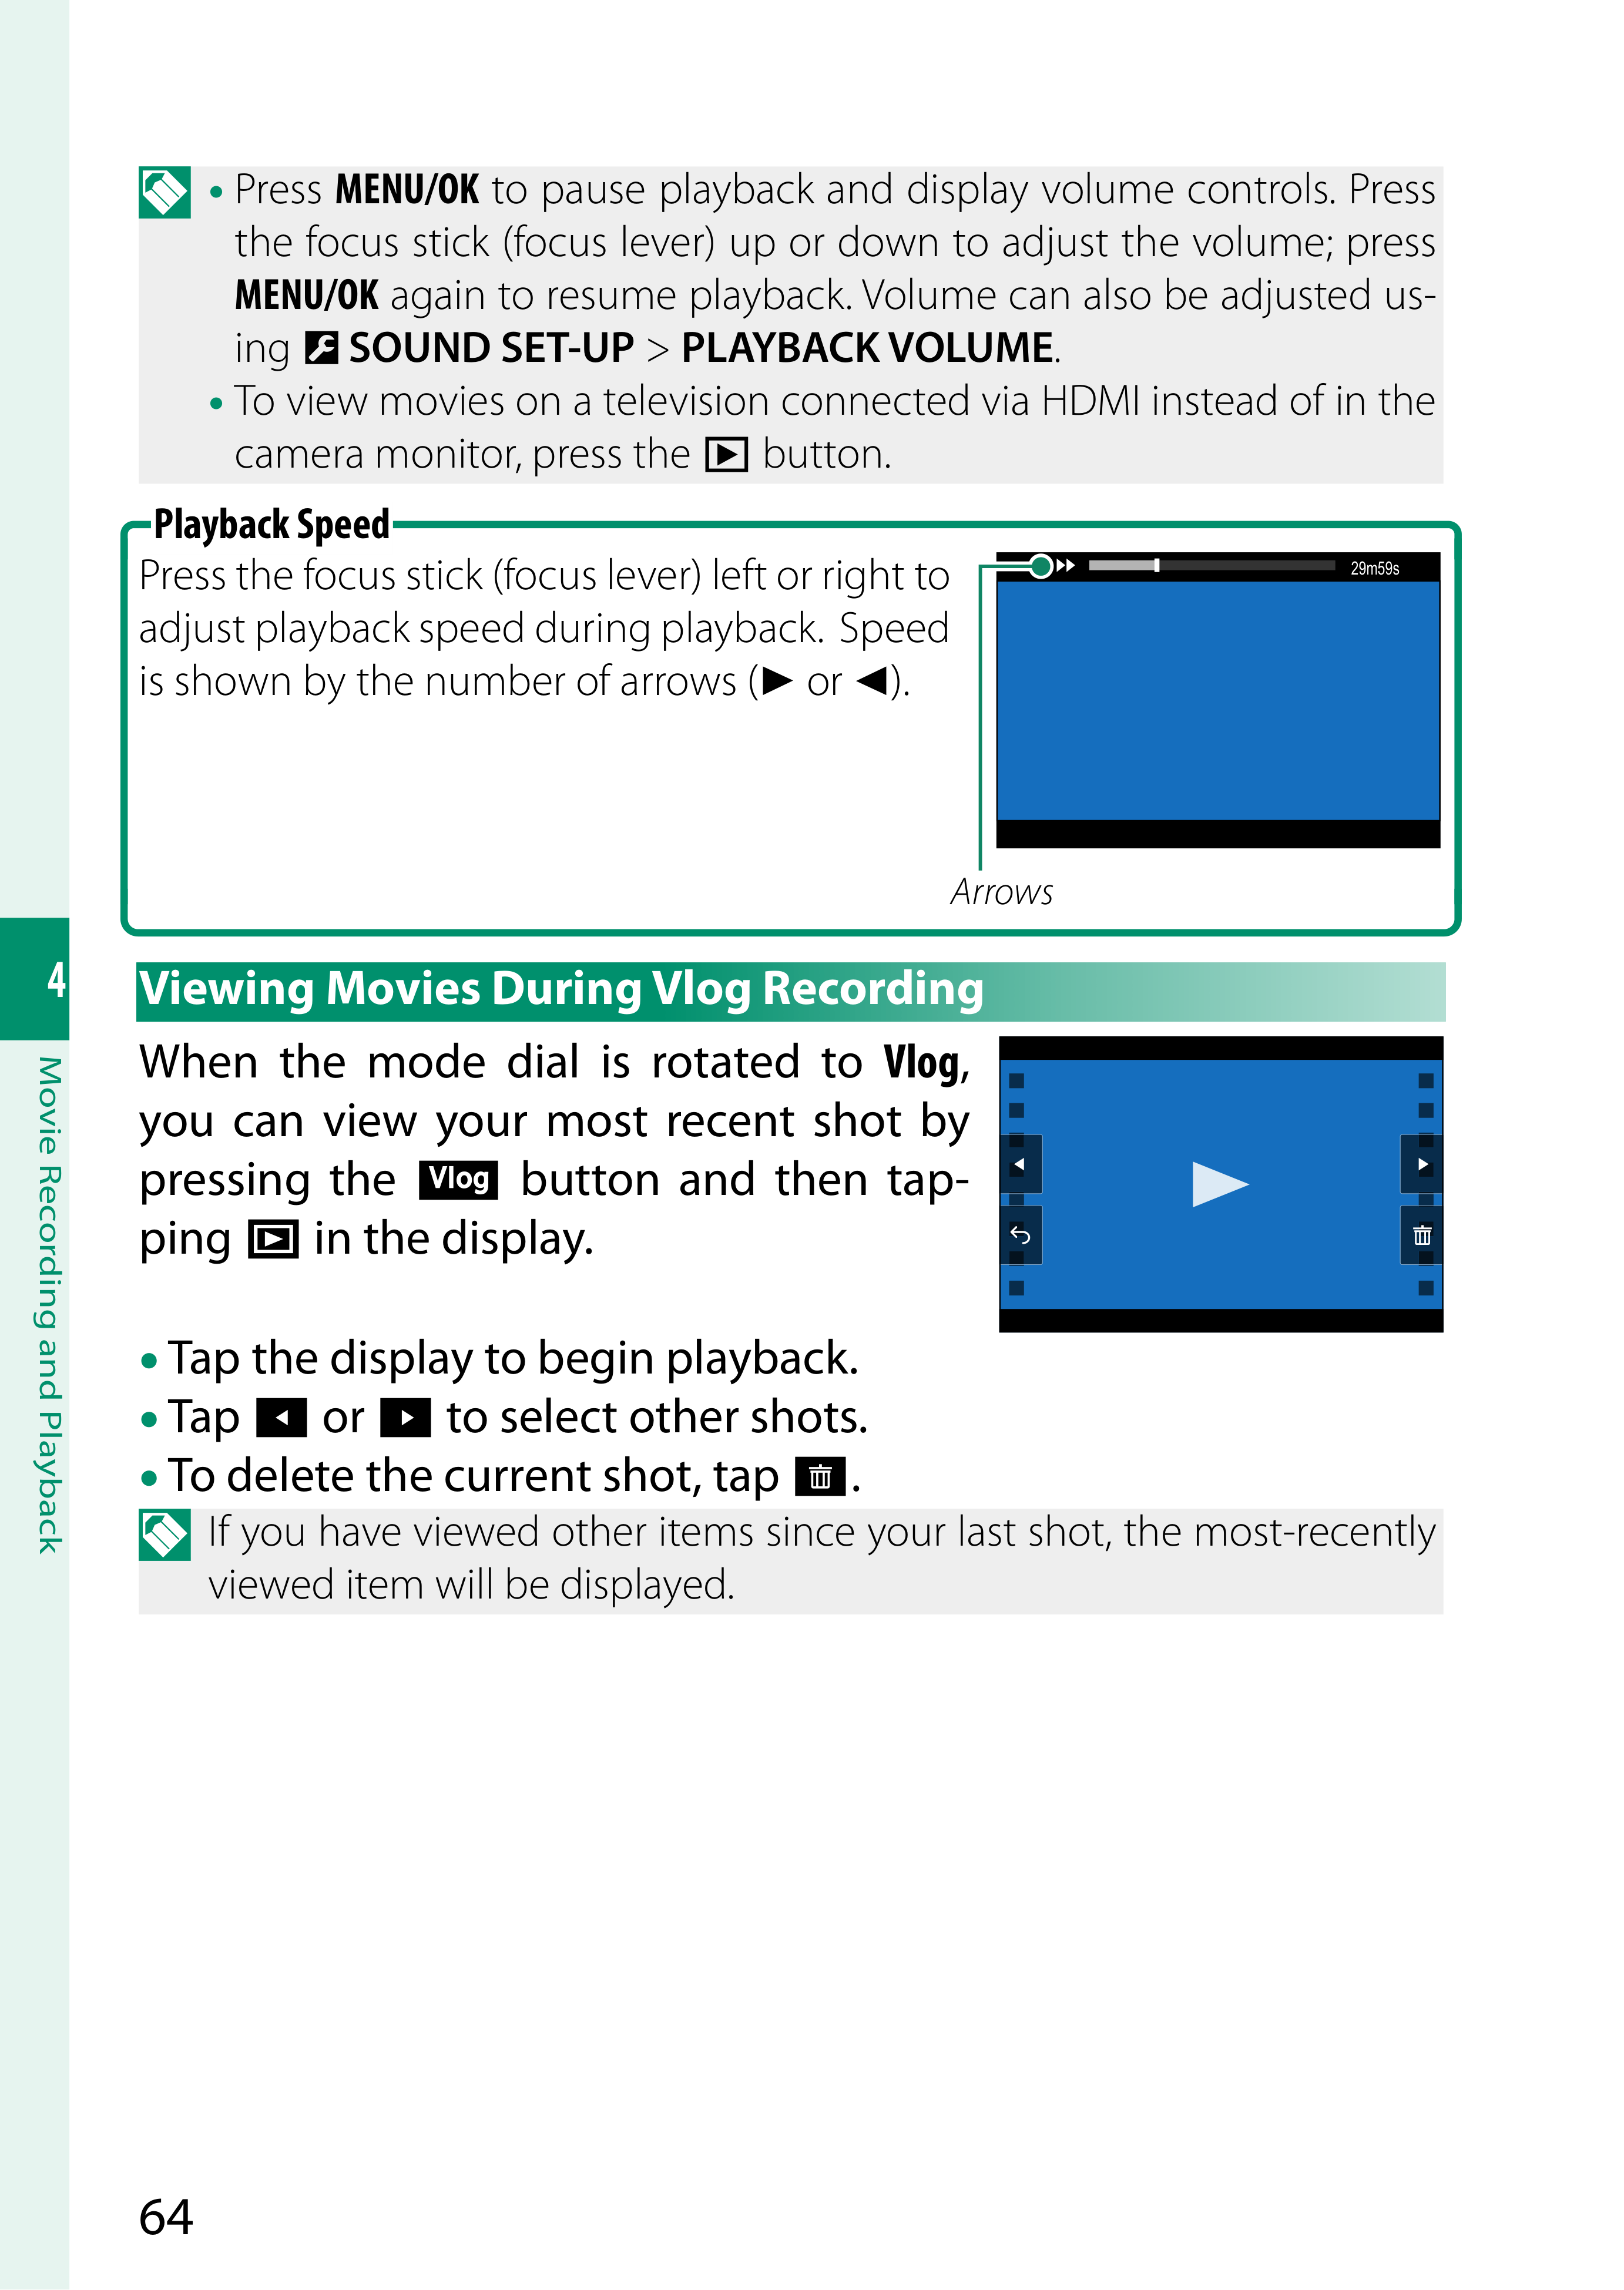 • Press MENU/OK to pause playback and display volume controls. Press
the focus stick (focus lever) up or down to adjust the volume; press
MENU/OK again to resume playback. Volume can also be adjusted us-
ing SOUND SET-UP > PLAYBACK VOLUME.
• To view movies on a television connected via HDMI instead of in the
camera monitor, press the ▶ button.
Playback Speed
Press the focus stick (focus lever) left or right to
adjust playback speed during playback. Speed
is shown by the number of arrows (▶ or ◀).
29m59s
Arrows
4
Movie Recording and Playback
Viewing Movies During Vlog Recording
When the mode dial is rotated to Vlog,
you can view your most recent shot by
pressing the Vlog button and then tap-
ping ▶ in the display.
• Tap the display to begin playback.
• Tap ◀ or ▶ to select other shots.
• To delete the current shot, tap 🗑.
If you have viewed other items since your last shot, the most-recently
viewed item will be displayed.
64